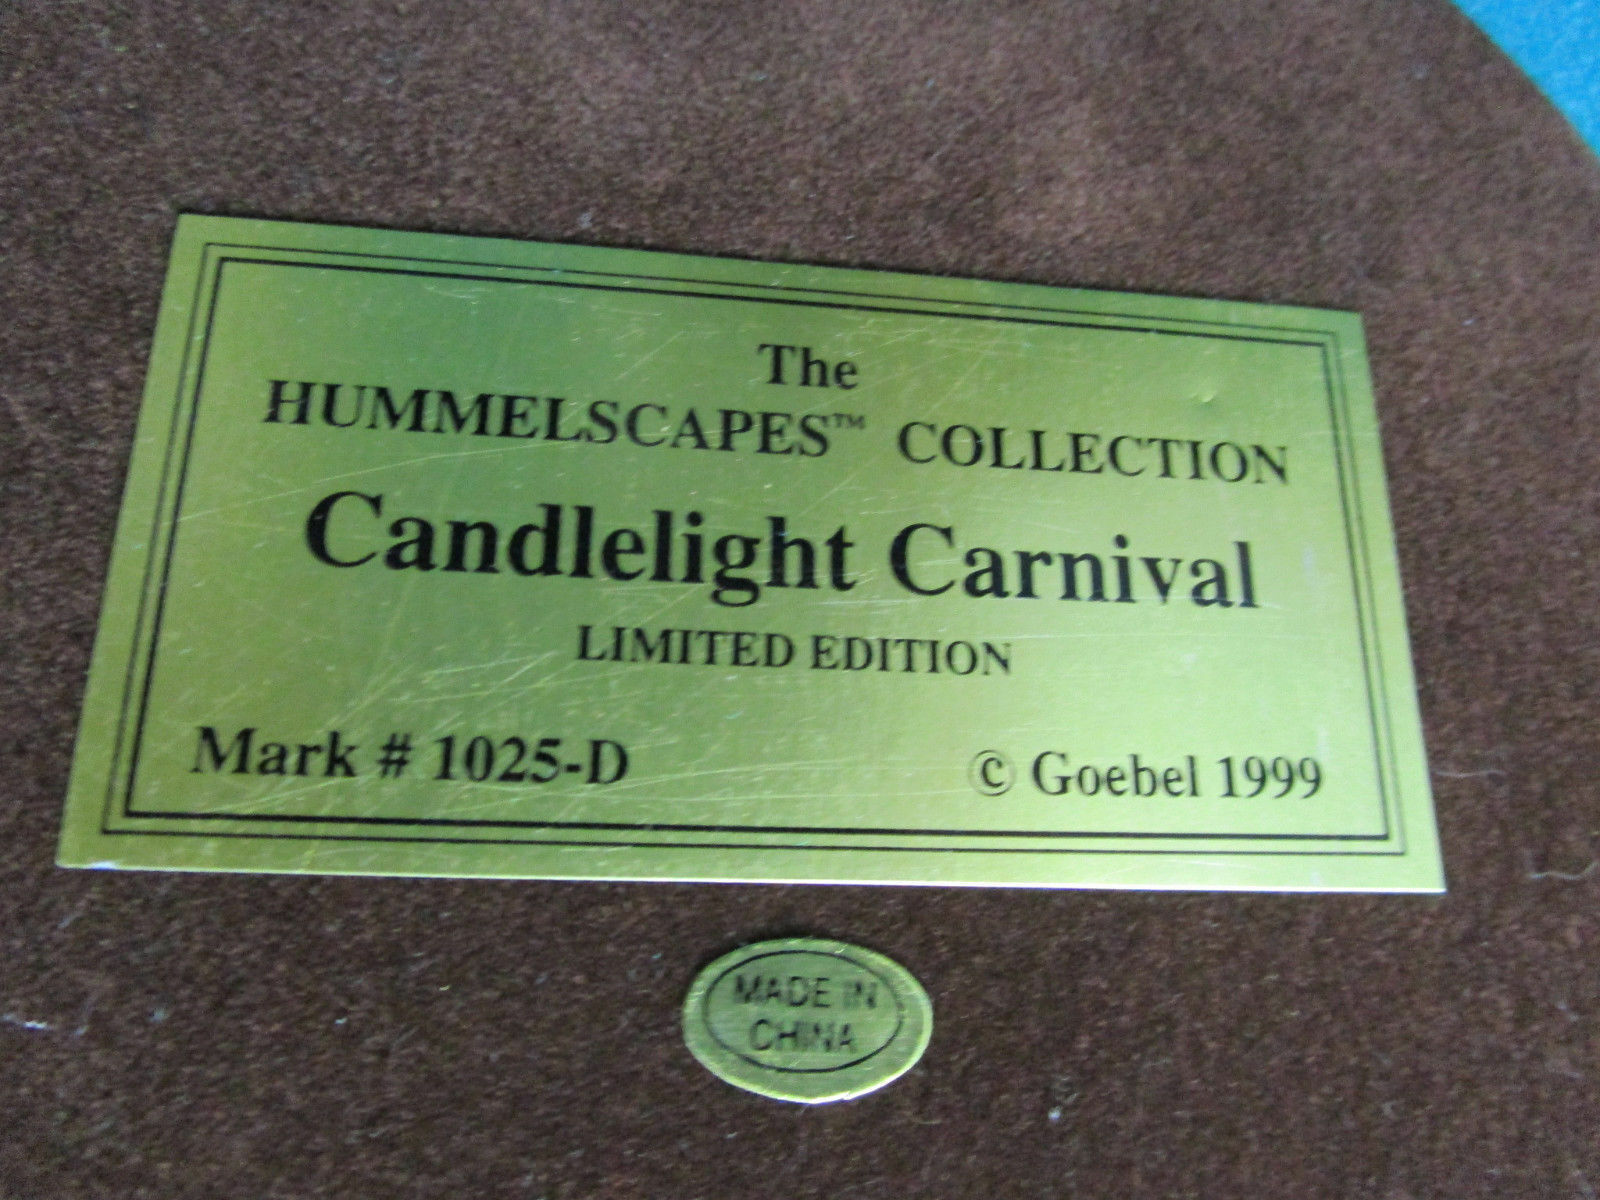 The
HUMMELSCAPES™ COLLECTION
Candlelight Carnival
LIMITED EDITION
Mark # 1025-D
© Goebel 1999
MADE IN
CHINA